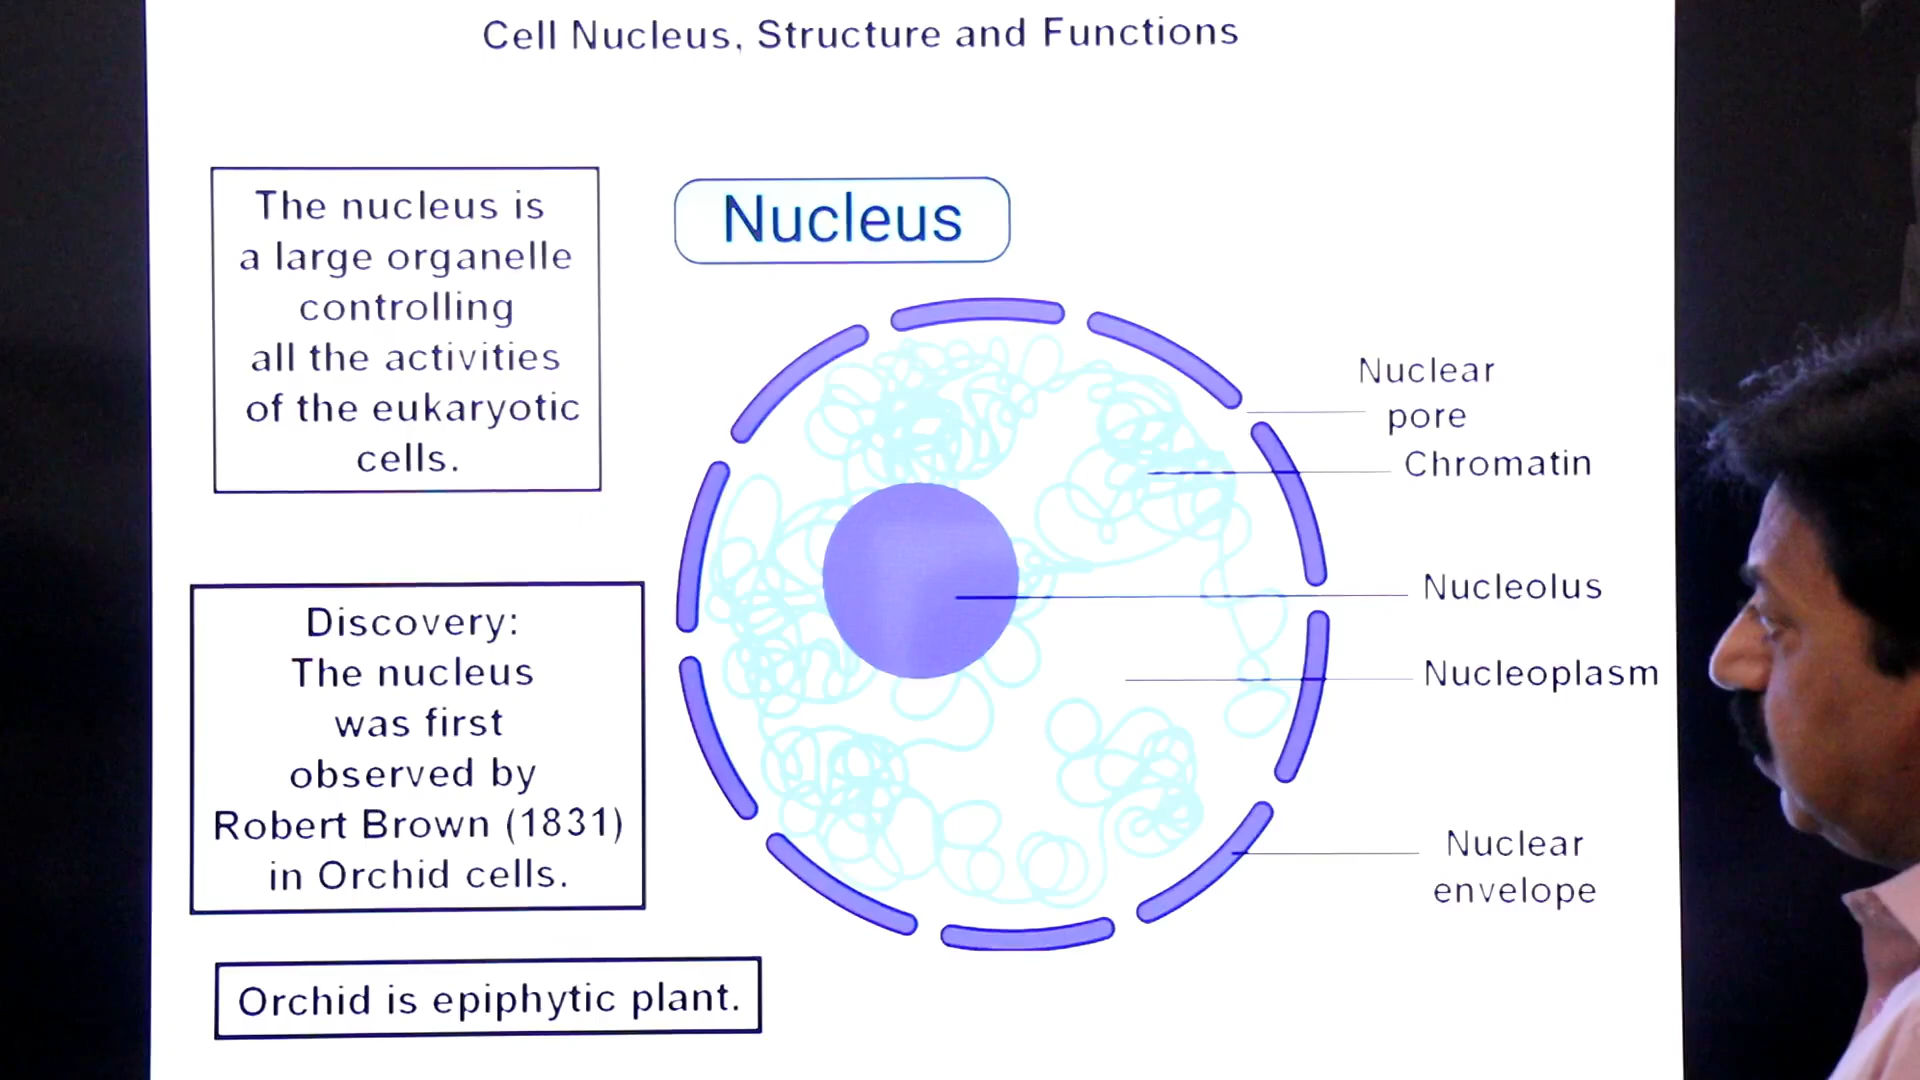 Cell Nucleus, Structure and Functions
The nucleus is
a large organelle
controlling
all the activities
of the eukaryotic
cells.
Nucleus
Nuclear
pore
Chromatin
Nucleolus
Nucleoplasm
Nuclear
envelope
Discovery:
The nucleus
was first
observed by
Robert Brown (1831)
in Orchid cells.
Orchid is epiphytic plant.